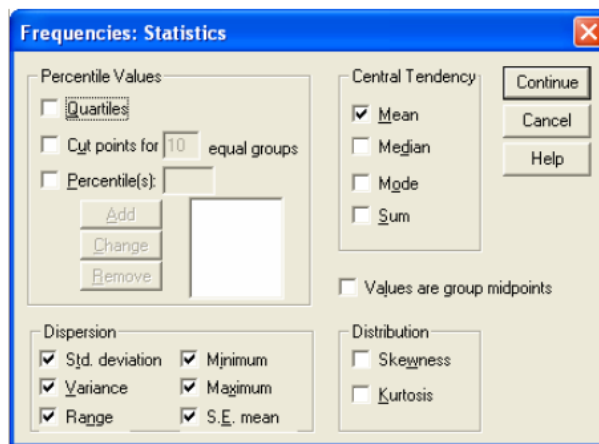 Frequencies: Statistics
Percentile Values
Quartiles
Cut points for 10 equal groups
Percentile(s):
Add
Change
Remove
Central Tendency
Mean
Median
Mode
Sum
Continue
Cancel
Help
Values are group midpoints
Dispersion
Std. deviation Minimum
Variance Maximum
Range S.E. mean
Distribution
Skewness
Kurtosis